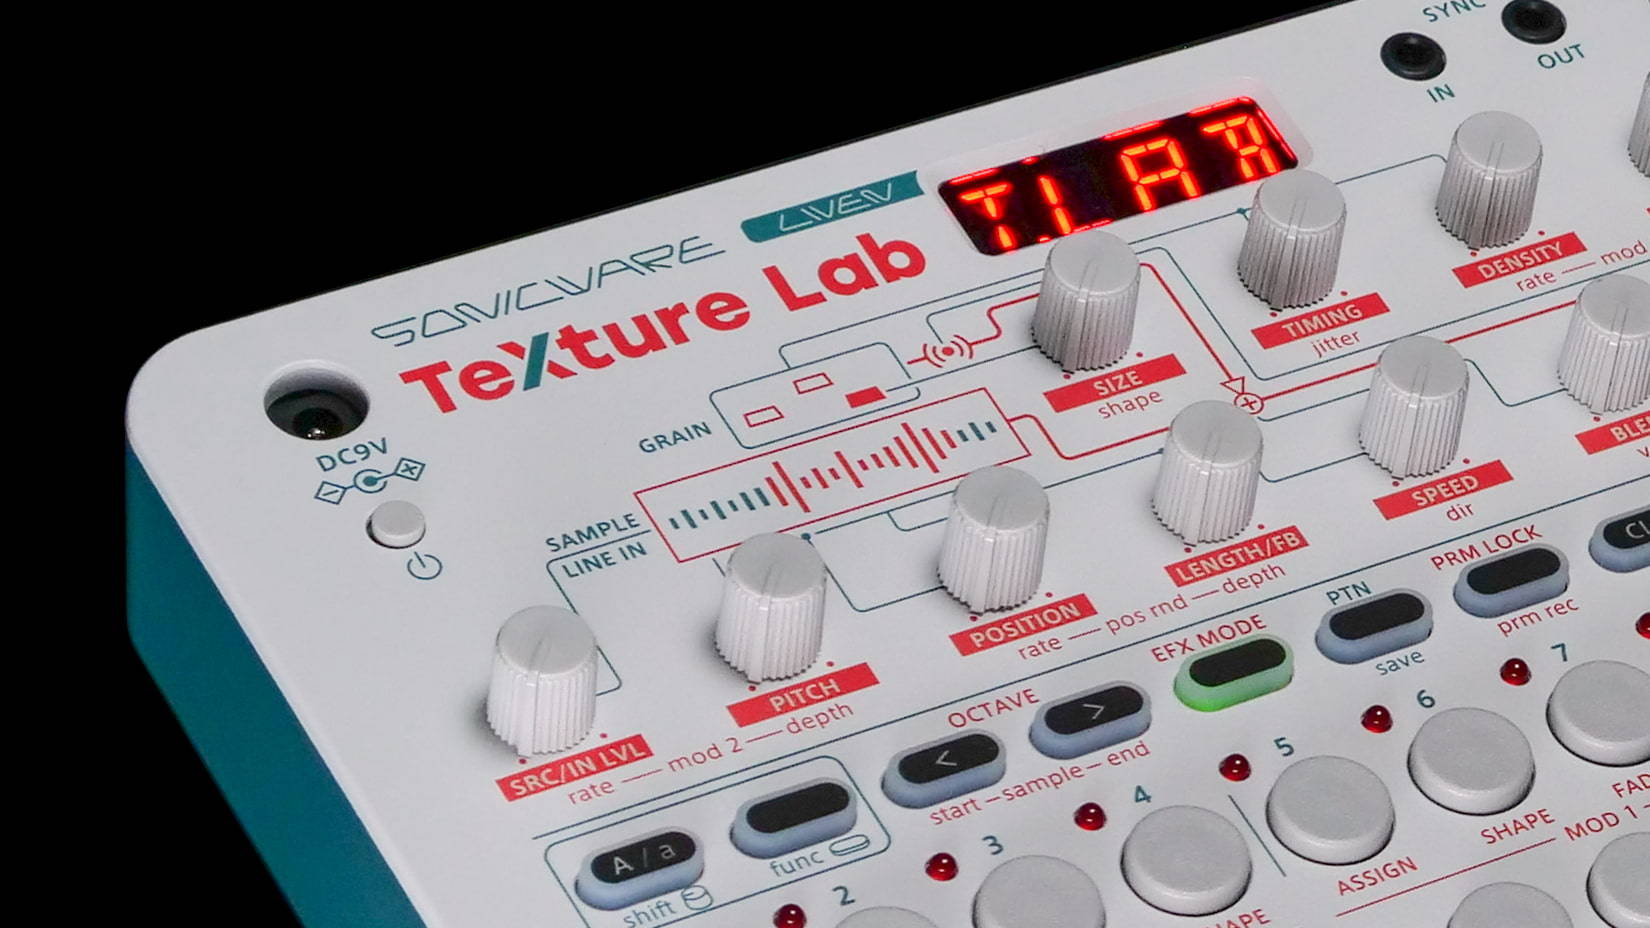 SYNC
IN
OUT
SONICWARE
LIVEN
TeXture Lab
DC9V
GRAIN
SAMPLE
LINE IN
SIZE
shape
TIMING
jitter
DENSITY
rate — mod
SRC/IN LVL
rate — mod 2 — depth
PITCH
POSITION
rate — pos rnd — depth
LENGTH/FB
SPEED
dir
A / a
shift
func
OCTAVE
< >
start – sample – end
EFX MODE
PTN
save
PRM LOCK
prm rec
2
3
4
5
6
7
ASSIGN
SHAPE
MOD 1